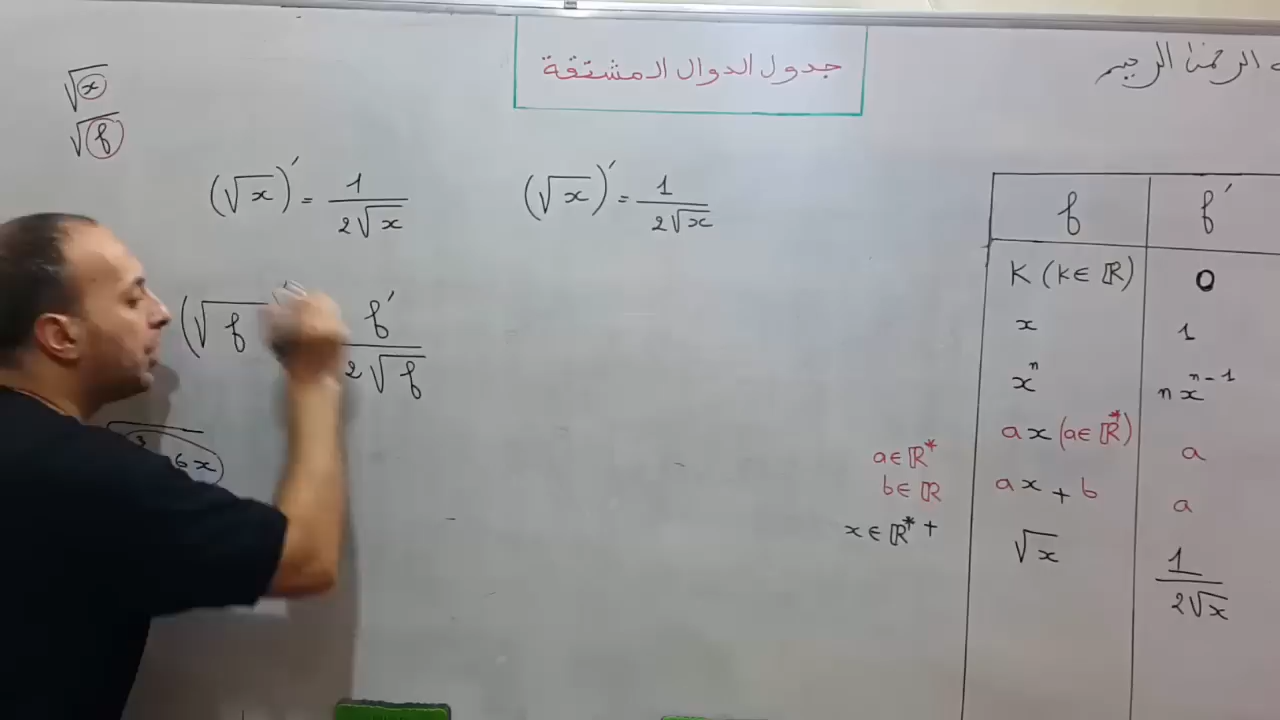 جدول الدوال المشتقة
الرحمن الرحيم
√x
√f
(√x)' = 1/(2√x)
(√x)' = 1/(2√x)
(√f)' f'/(2√f)
6x
f f'
K (K∈ℝ) 0
x 1
xⁿ nxⁿ⁻¹
ax (a∈ℝ*) a
a∈ℝ*
b∈ℝ ax + b a
x∈ℝ*+ √x 1/(2√x)